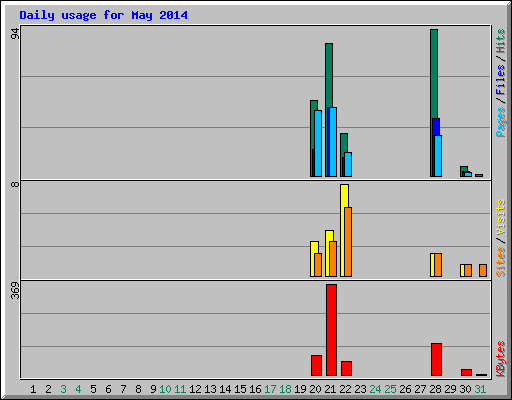 Daily usage for May 2014
94
Pages / Files / Hits
8
Sites / Visits
369
KBytes
1 2 3 4 5 6 7 8 9 10 11 12 13 14 15 16 17 18 19 20 21 22 23 24 25 26 27 28 29 30 31